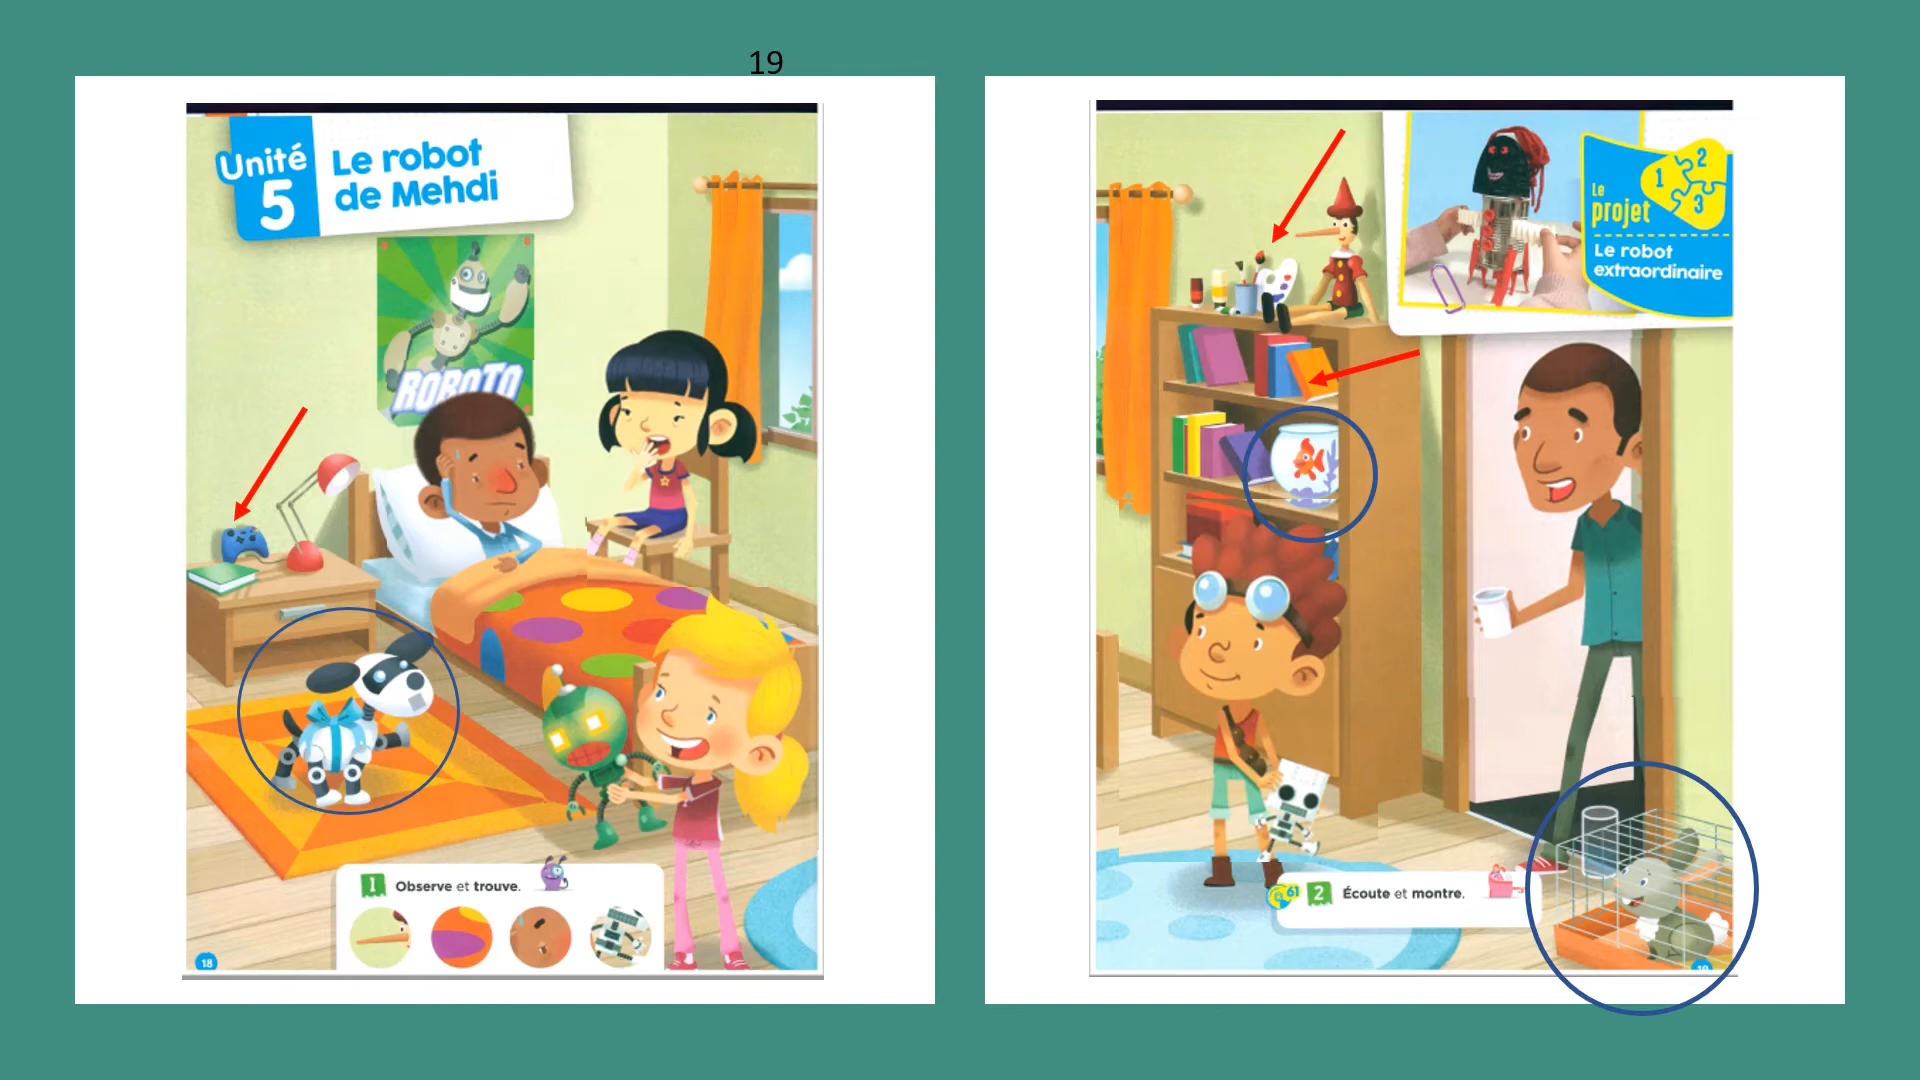 19
Unité
5
Le robot
de Mehdi
ROBOTO
1 Observe et trouve.
18
Le
projet
1
2
3
Le robot
extraordinaire
61 2 Écoute et montre.
19